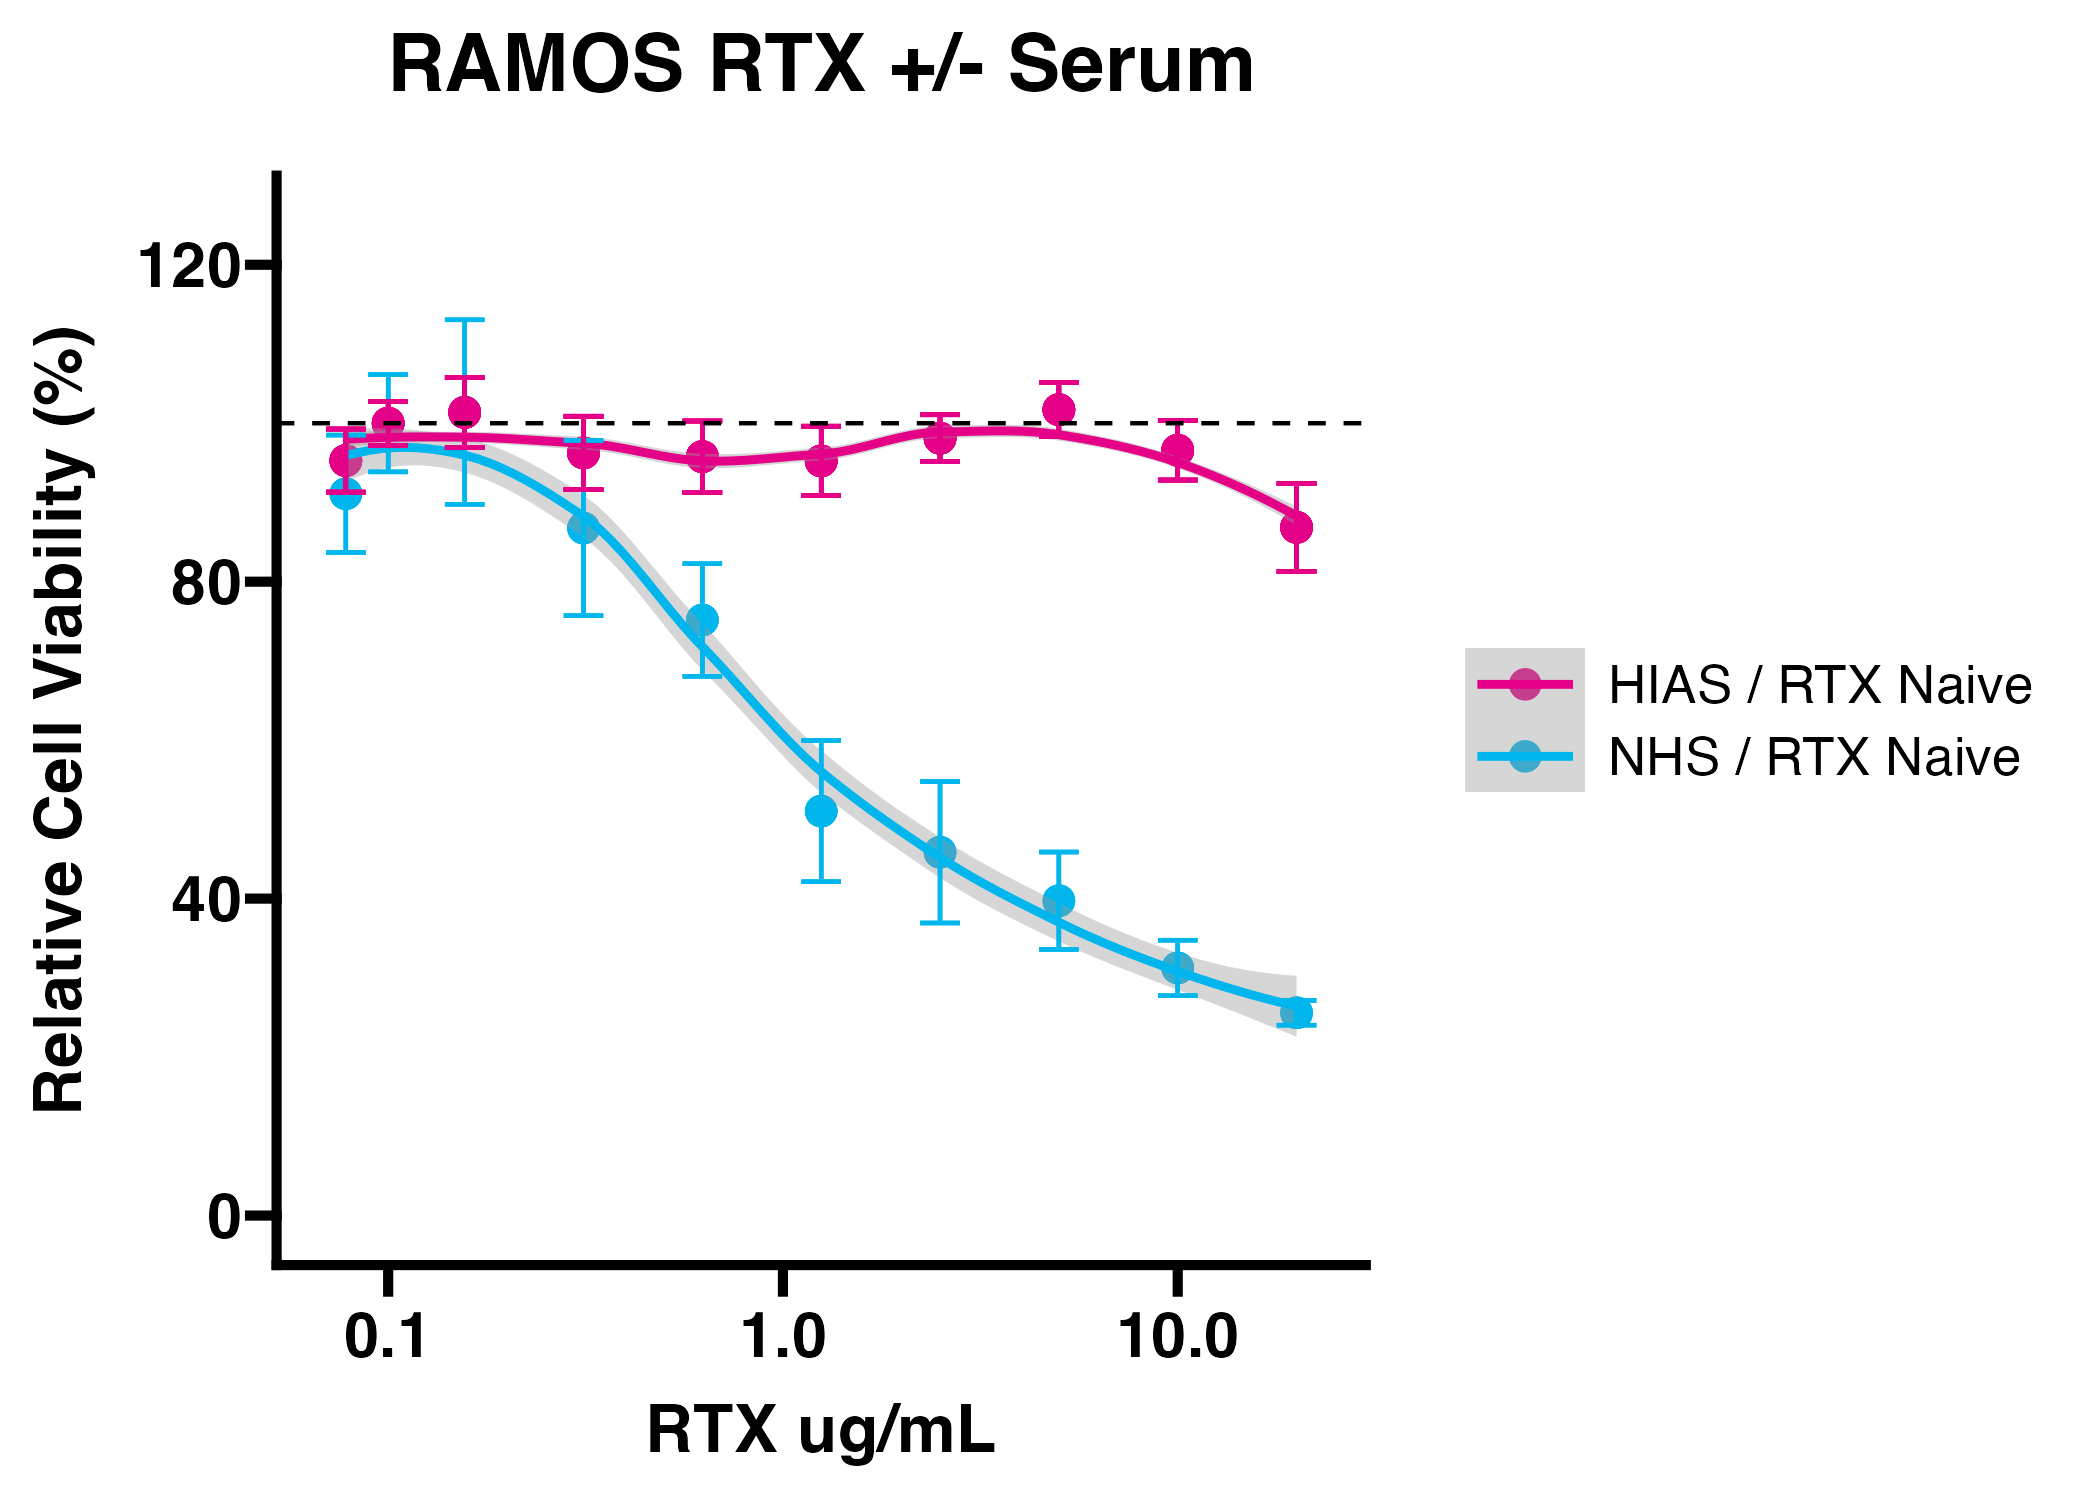 RAMOS RTX +/- Serum
Relative Cell Viability (%)
120
80
40
0
0.1 1.0 10.0
RTX ug/mL
HIAS / RTX Naive
NHS / RTX Naive